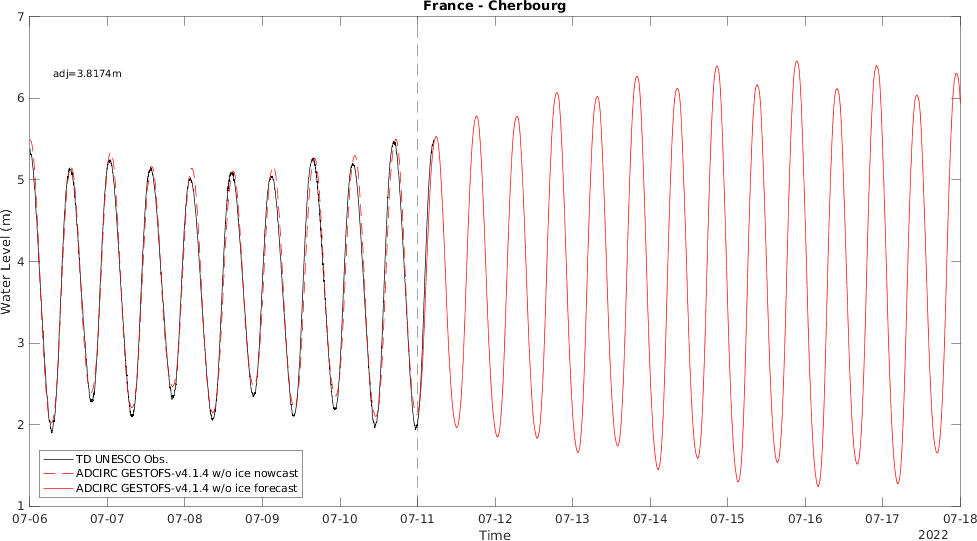 France - Cherbourg
7
adj=3.8174m
6
5
4
3
2
1
Water Level (m)
TD UNESCO Obs.
ADCIRC GESTOFS-v4.1.4 w/o ice nowcast
ADCIRC GESTOFS-v4.1.4 w/o ice forecast
07-06 07-07 07-08 07-09 07-10 07-11 07-12 07-13 07-14 07-15 07-16 07-17 07-18
Time
2022